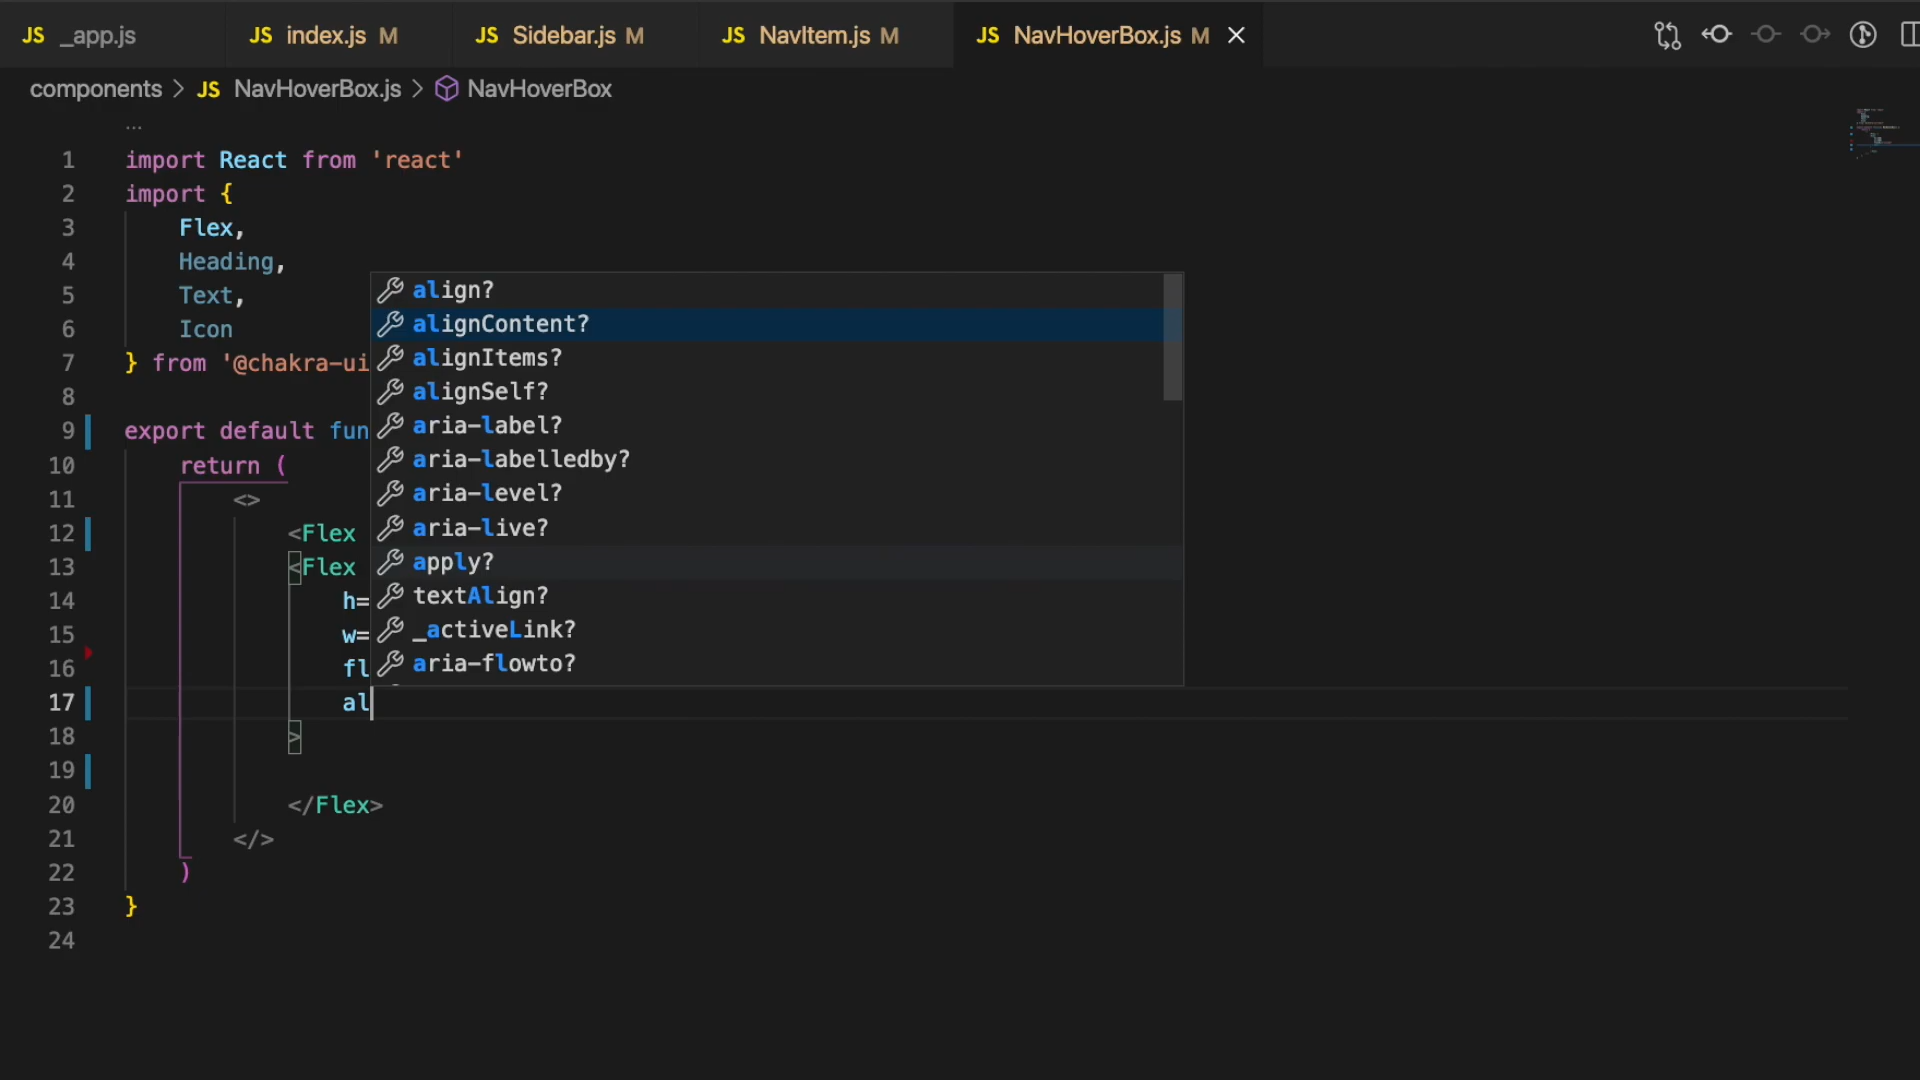 JS _app.js JS index.js M JS Sidebar.js M JS NavItem.js M JS NavHoverBox.js M
components > JS NavHoverBox.js > NavHoverBox
...
1 import React from 'react'
2 import {
3 Flex,
4 Heading,
5 Text,
6 Icon
7 } from '@chakra-ui
8
9 export default fun
10 return (
11 <>
12 <Flex
13 <Flex
14 h=
15 w=
16 fl
17 al
18 >
19
20 </Flex>
21 </>
22 )
23 }
24
align?
alignContent?
alignItems?
alignSelf?
aria-label?
aria-labelledby?
aria-level?
aria-live?
apply?
textAlign?
_activeLink?
aria-flowto?